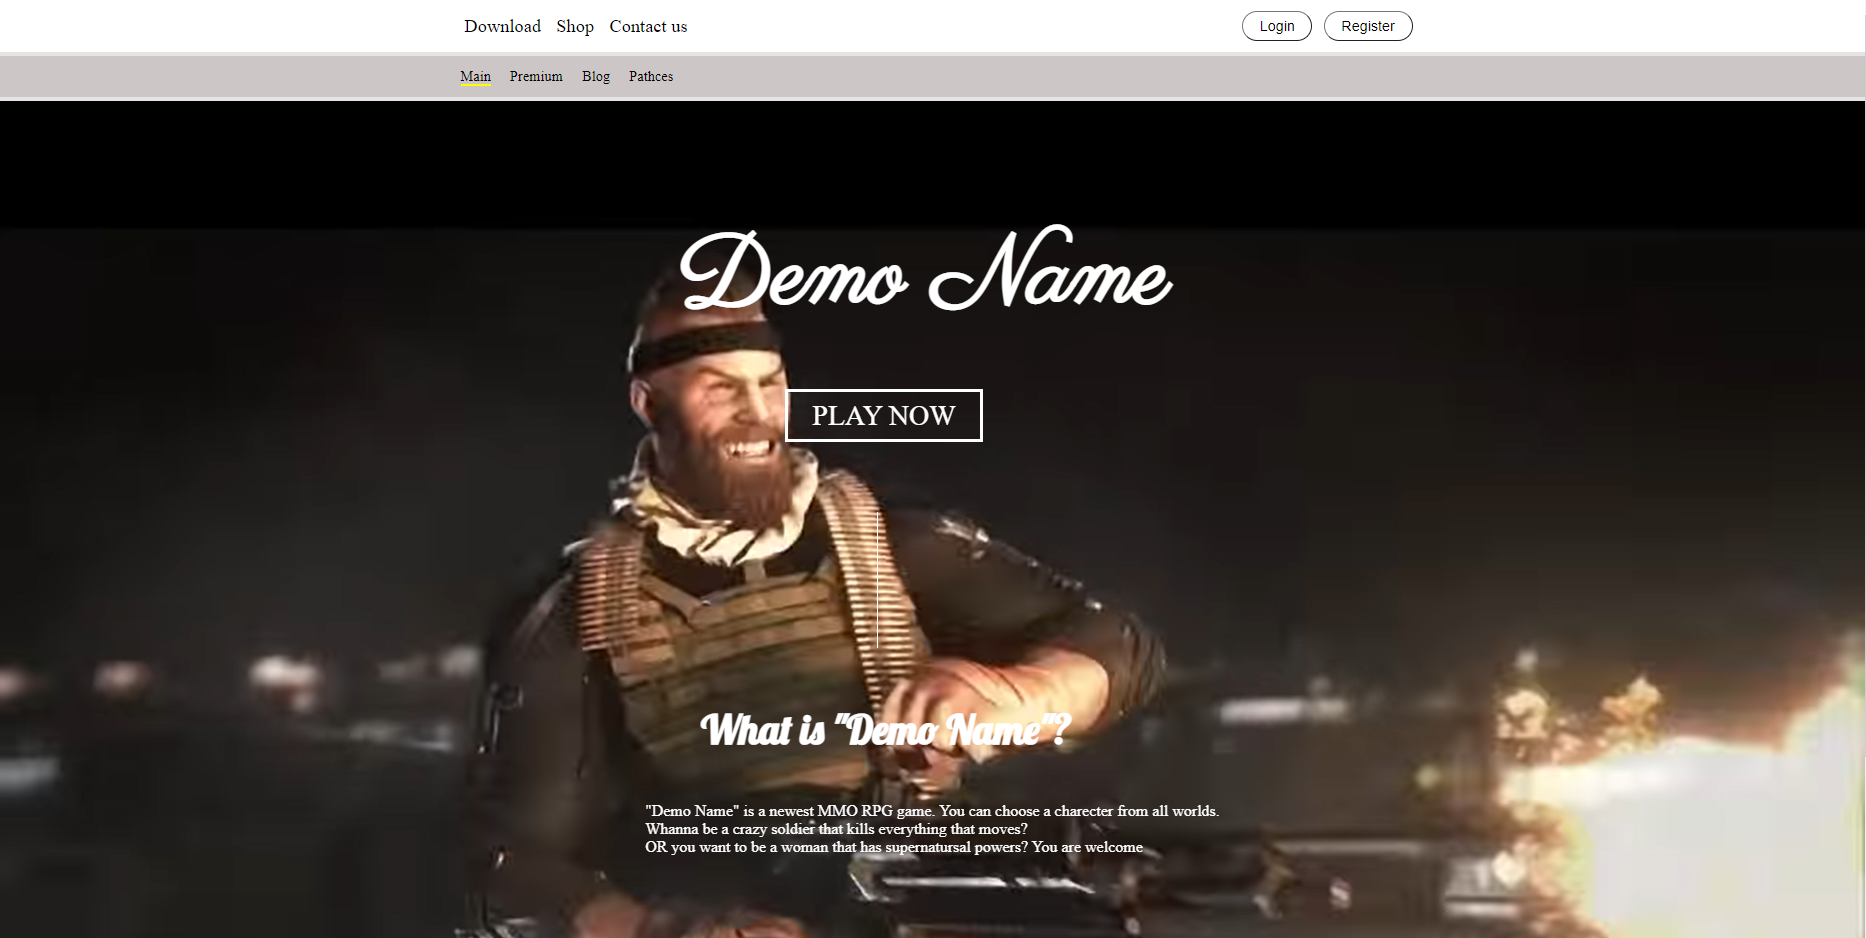 Download Shop Contact us Login Register
Main Premium Blog Pathces
Demo Name
PLAY NOW
What is "Demo Name"?
"Demo Name" is a newest MMO RPG game. You can choose a charecter from all worlds.
Whanna be a crazy soldier that kills everything that moves?
OR you want to be a woman that has supernatursal powers? You are welcome